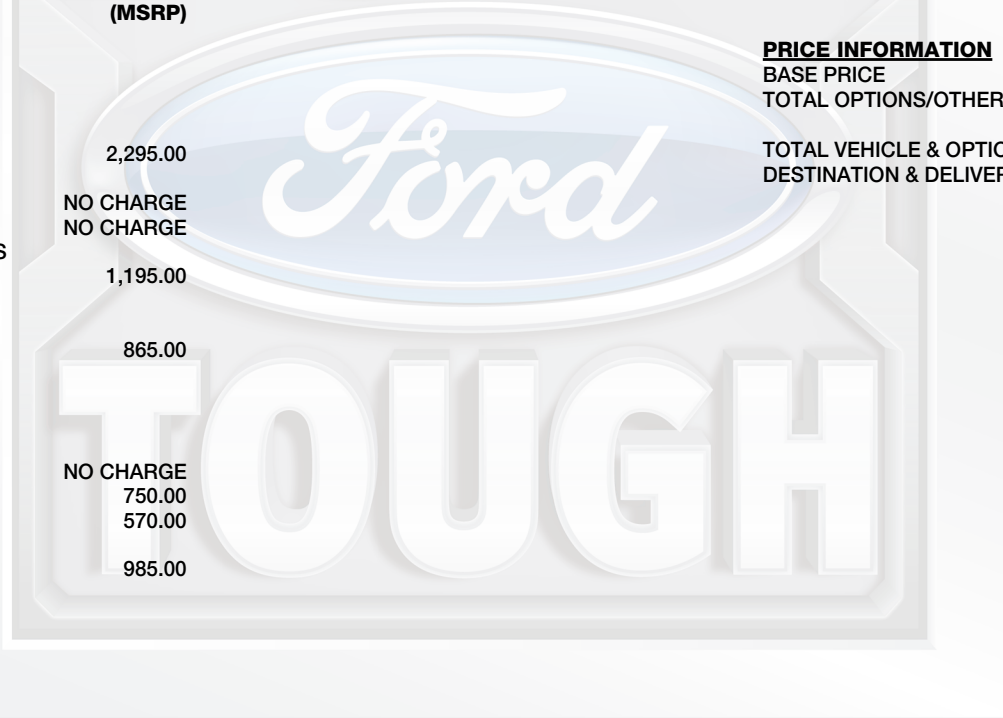 (MSRP)
PRICE INFORMATION
BASE PRICE
TOTAL OPTIONS/OTHER
TOTAL VEHICLE & OPTIO
DESTINATION & DELIVER
2,295.00
NO CHARGE
NO CHARGE
S
1,195.00
865.00
NO CHARGE
750.00
570.00
985.00
Ford
TOUGH